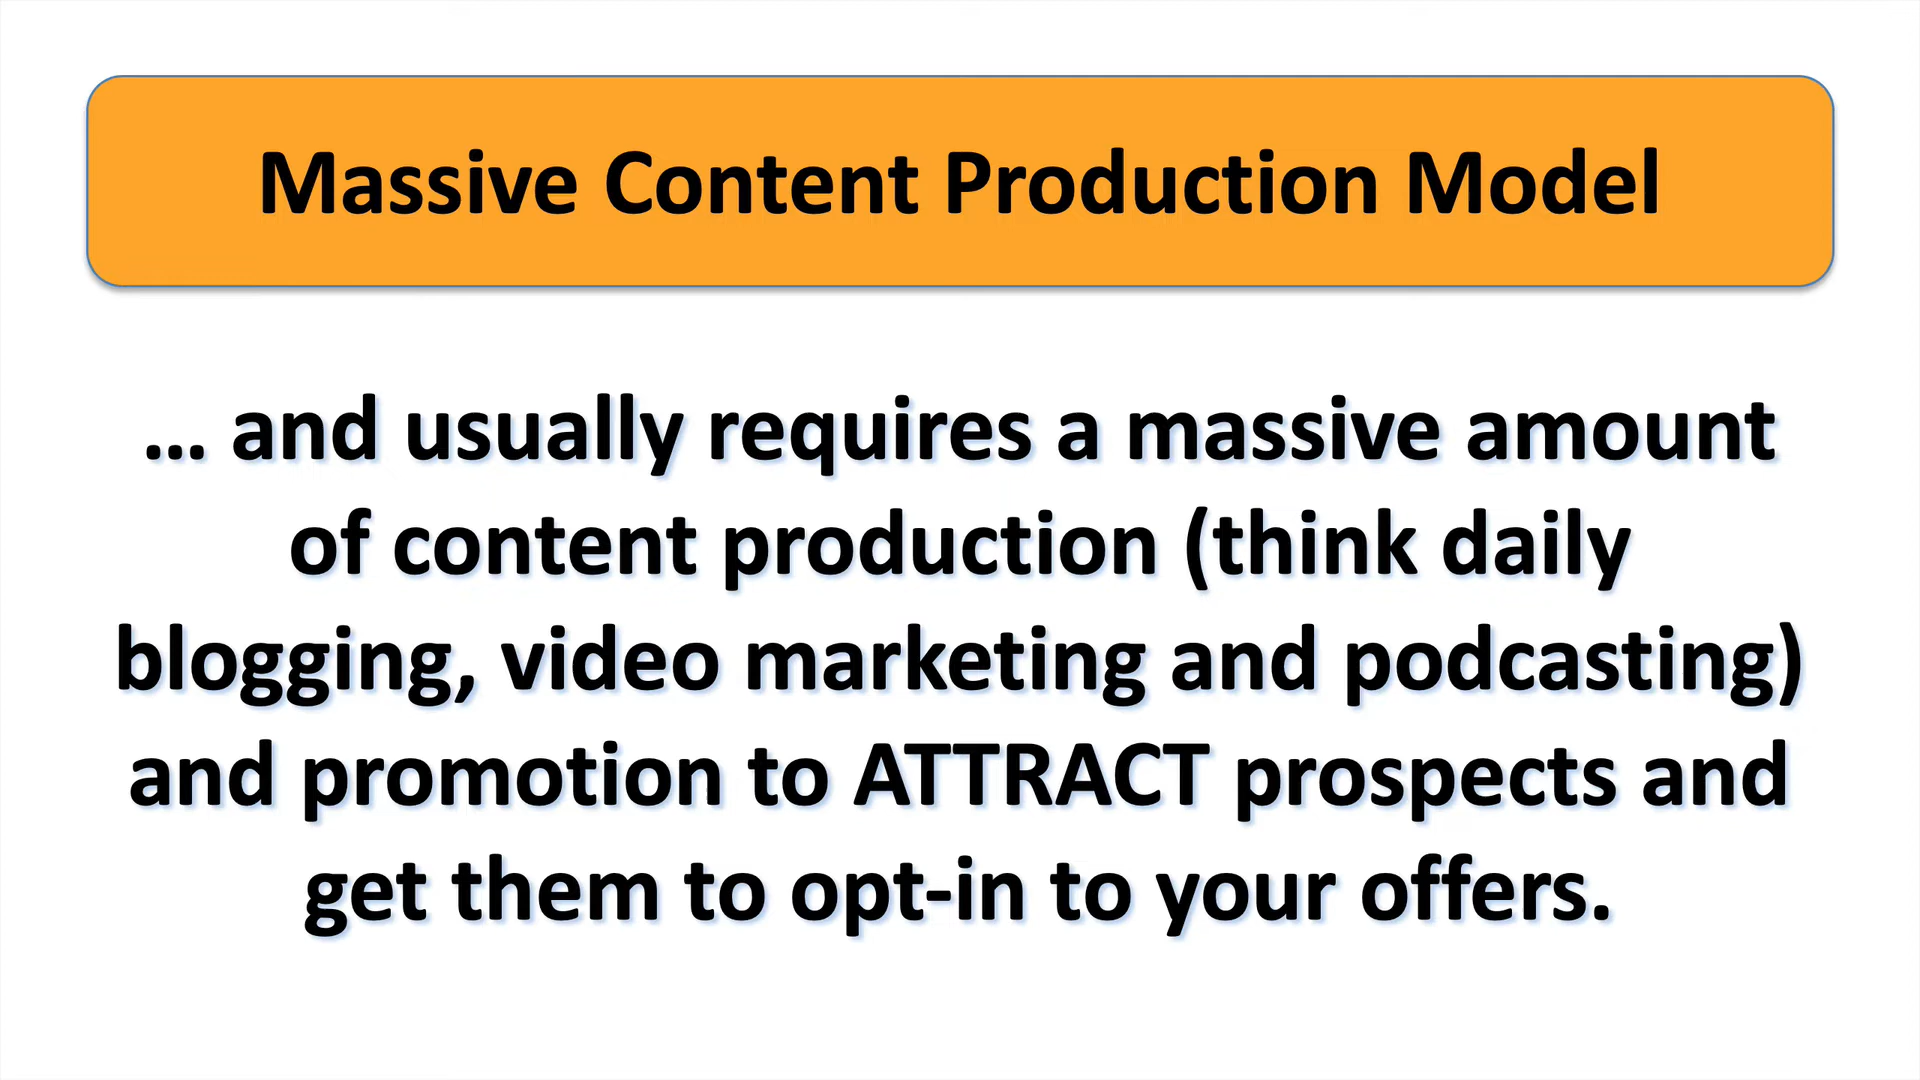 Massive Content Production Model
... and usually requires a massive amount
of content production (think daily
blogging, video marketing and podcasting)
and promotion to ATTRACT prospects and
get them to opt-in to your offers.